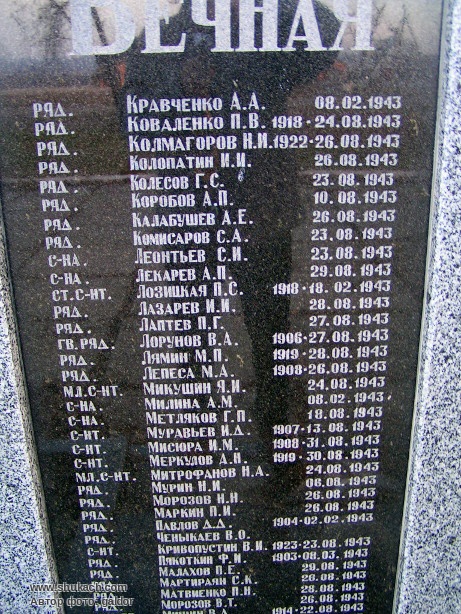 Вечная
ряд. Кравченко А.А. 08.02.1943
ряд. Коваленко П.В. 1918-24.08.1943
ряд. Колмагоров Н.И. 1922-26.08.1943
ряд. Колопатин И.И. 26.08.1943
ряд. Колесов Г.С. 23.08.1943
ряд. Коробов А.П. 10.08.1943
ряд. Калабушев А.Е. 26.08.1943
ряд. Комисаров С.А. 23.08.1943
с-на. Леонтьев С.И. 23.08.1943
с-на. Лекарев А.П. 29.08.1943
ст.с-нт. Лозицкая П.С. 1918-18.02.1943
ряд. Лазарев И.И. 28.08.1943
ряд. Лаптев П.Г. 27.08.1943
гв.ряд. Лорунов В.А. 1906-27.08.1943
ряд. Лямин М.П. 1919-28.08.1943
ряд. Лепеса М.А. 1908-26.08.1943
мл.с-нт. Микушин Я.И. 24.08.1943
с-на. Милина А.М. 08.02.1943
с-на. Метляков Г.П. 18.08.1943
с-нт. Муравьев И.Д. 1907-13.08.1943
с-нт. Мисюра И.М. 1908-31.08.1943
с-нт. Меркулов А.Н. 1919-30.08.1943
мл.с-нт. Митрофанов Н.А. 24.08.1943
ряд. Мурин Н.И. 06.08.1943
ряд. Морозов Н.Н. 26.08.1943
ряд. Маркин П.И. 26.08.1943
ряд. Павлов Д.Д. 1904-02.02.1943
ряд. Ченыкаев В.О.
с-нт. Кривопустин В.И. 1923-23.08.1943
ряд. Пякоткин Ф.И. 1903-08.03.1943
ряд. Малахов П.Е. 29.08.1943
ряд. Мартираян С.К. 26.08.1943
ряд. Матвиенко П.Н. 28.08.1943
ряд. Морозов В.Т. 26.08.1943
1914-22.08.1943
www.shukach.com
Автор фото: galdor